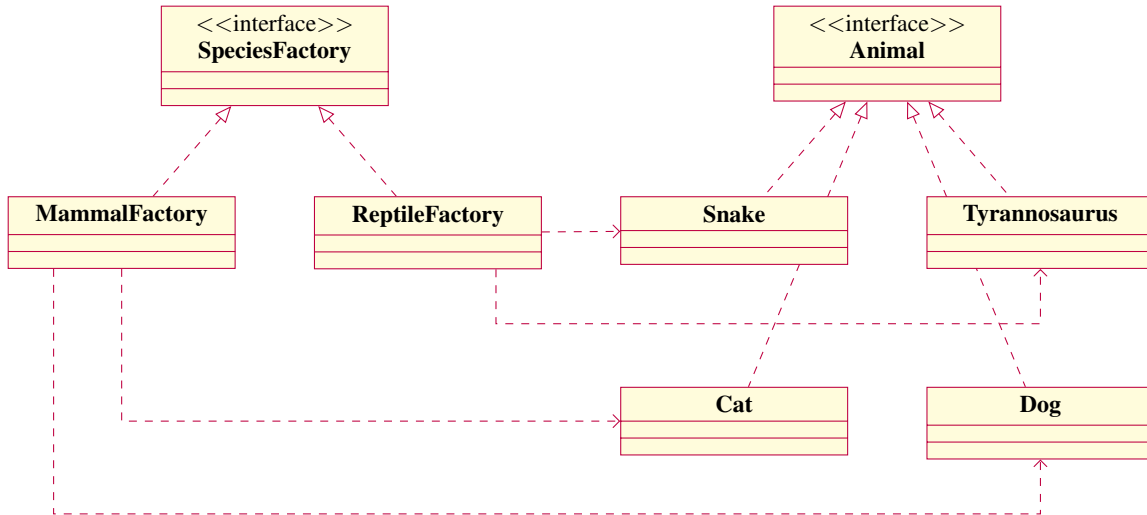 <<interface>>
SpeciesFactory
<<interface>>
Animal
MammalFactory
ReptileFactory
Snake
Tyrannosaurus
Cat
Dog